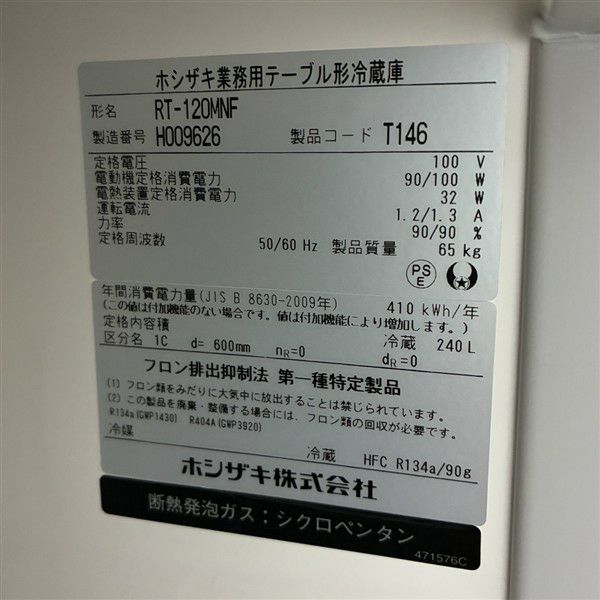 ホシザキ業務用テーブル形冷蔵庫
形名 RT-120MNF
製造番号 H009626 製品コード T146
定格電圧 100 V
電動機定格消費電力 90/100 W
電熱装置定格消費電力 32 W
運転電流 1.2/1.3 A
力率 90/90 %
定格周波数 50/60 Hz 製品質量 65 kg
PS
E
年間消費電力量(JIS B 8630-2009年) 410 kWh/年
(この値は付加機能のない場合です。値は付加機能により増加します。)
定格内容積 冷蔵 240 L
区分名 1C d= 600mm nR=0 dR=0
フロン排出抑制法 第一種特定製品
(1) フロン類をみだりに大気中に放出することは禁じられています。
(2) この製品を廃棄・整備する場合には、フロン類の回収が必要です。
R134a(GWP1430) R404A(GWP3920)
冷媒 冷蔵 HFC R134a/90g
ホシザキ株式会社
断熱発泡ガス:シクロペンタン
471576C